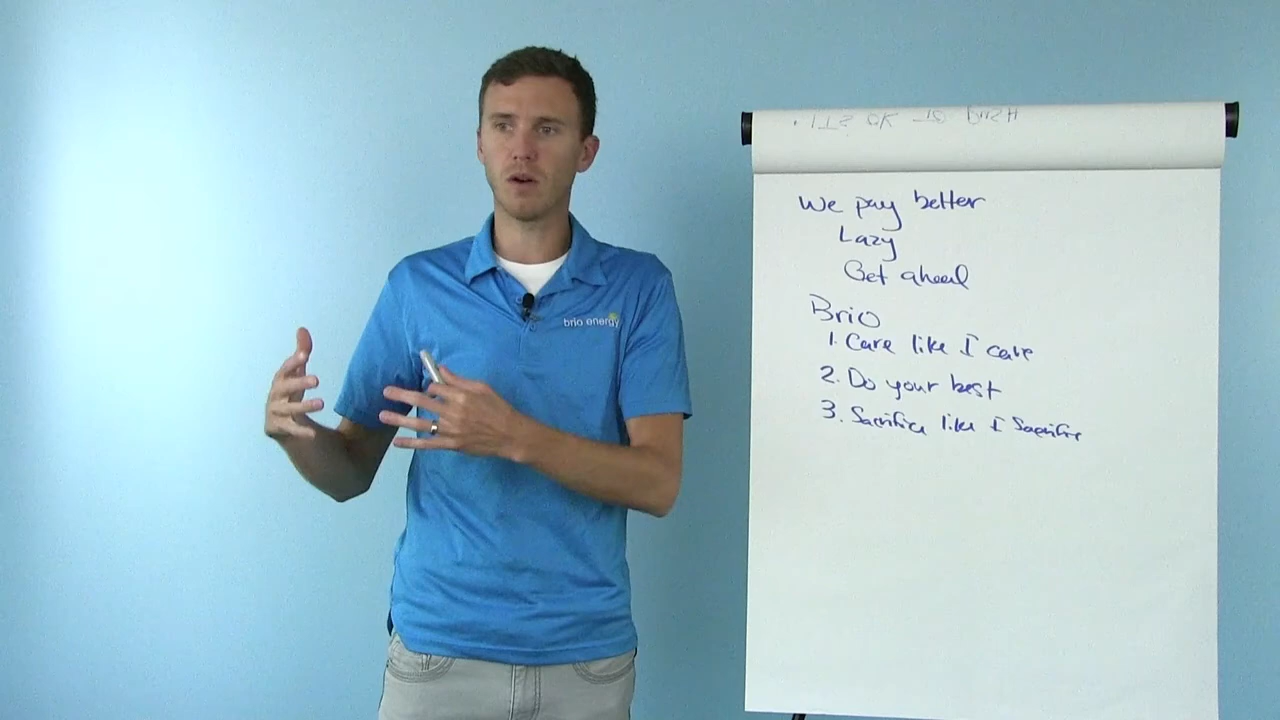 We pay better
Lazy
Get ahead
Brio
1. Care like I care
2. Do your best
3. Sacrifice like I Sacrifice
brio energy